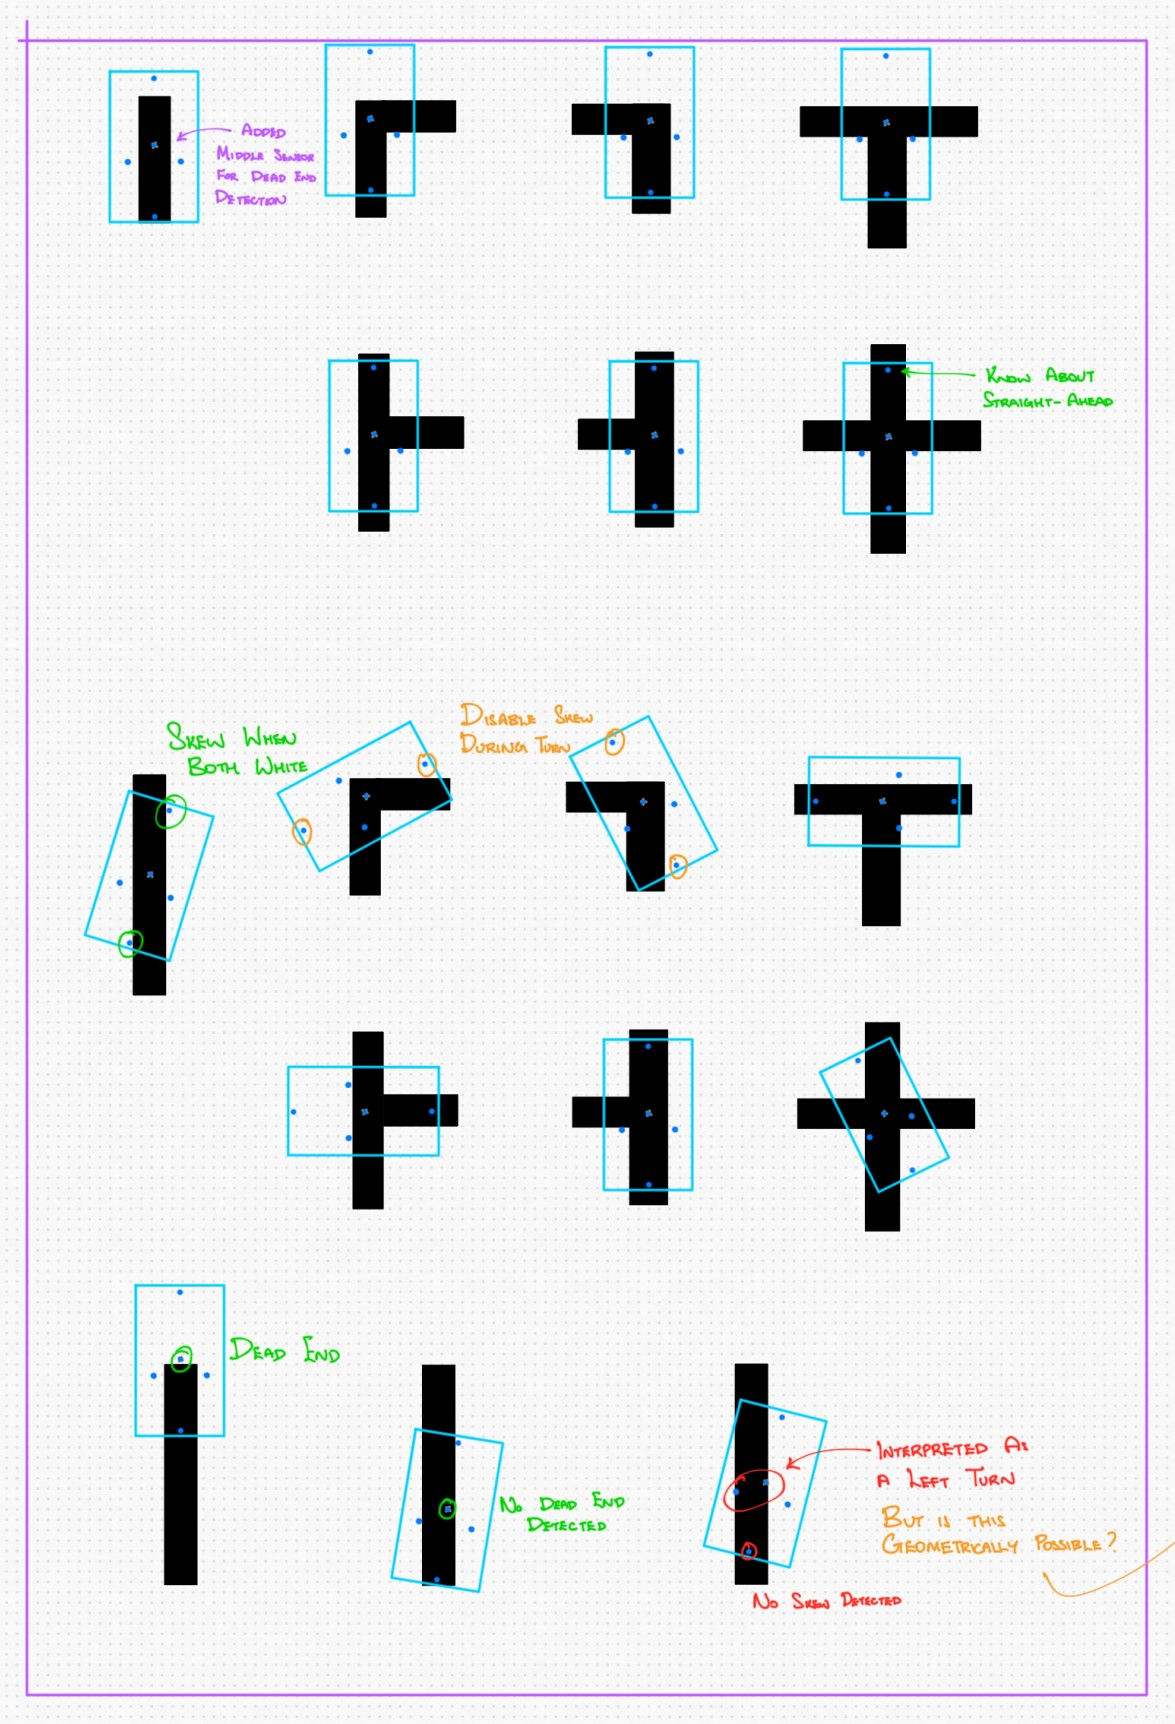 ADDED
MIDDLE SENSOR
FOR DEAD END
DETECTION
KNOW ABOUT
STRAIGHT-AHEAD
SKEW WHEN
BOTH WHITE
DISABLE SKEW
DURING TURN
DEAD END
NO DEAD END
DETECTED
INTERPRETED AS
A LEFT TURN
BUT IS THIS
GEOMETRICALLY POSSIBLE?
NO SKEW DETECTED